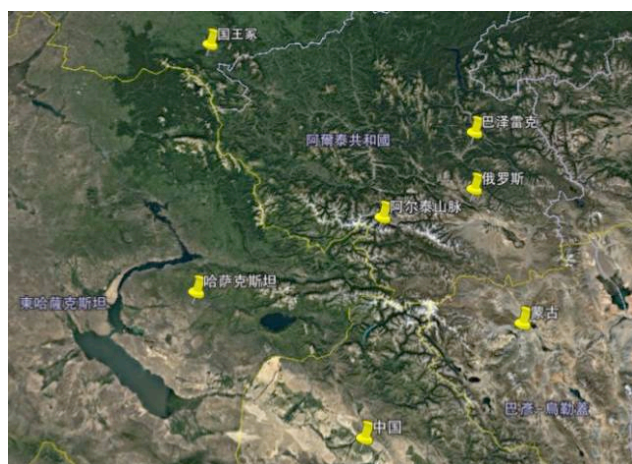 国王冢
巴泽雷克
阿爾泰共和國
俄罗斯
阿尔泰山脉
哈萨克斯坦
東哈薩克斯坦
蒙古
巴彥-烏勒蓋
中国